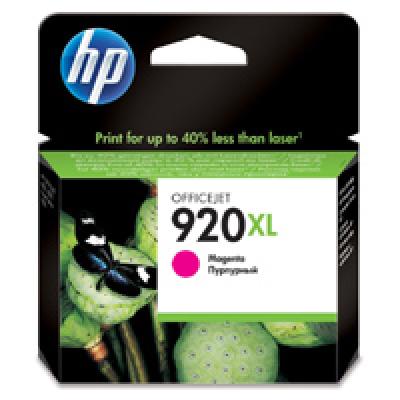 hp
Print for up to 40% less than laser¹
OFFICEJET
920XL
Magenta
Пурпурный